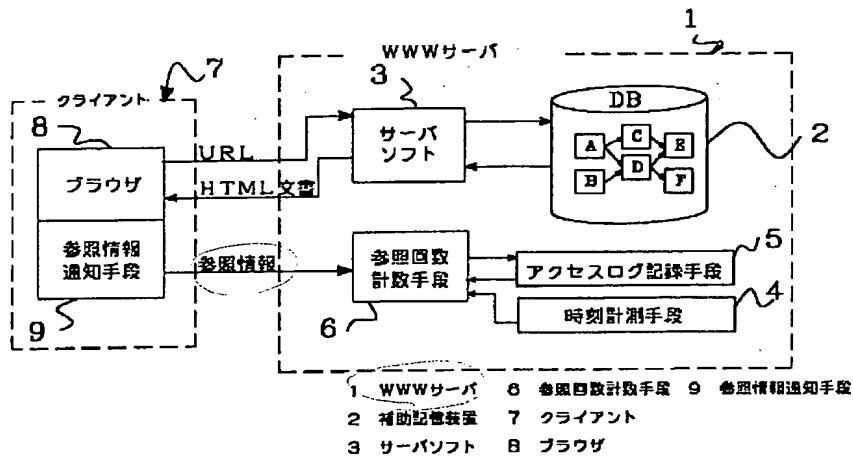 1
WWWサーバ
7
クライアント
3
8
サーバ
ソフト
DB
A
C
E
B
D
F
2
URL
HTML文書
ブラウザ
参照情報
通知手段
参照情報
参照回数
計数手段
5
アクセスログ記録手段
4
時刻計測手段
9
6
1 WWWサーバ 6 参照回数計数手段 9 参照情報通知手段
2 補助記憶装置 7 クライアント
3 サーバソフト 8 ブラウザ